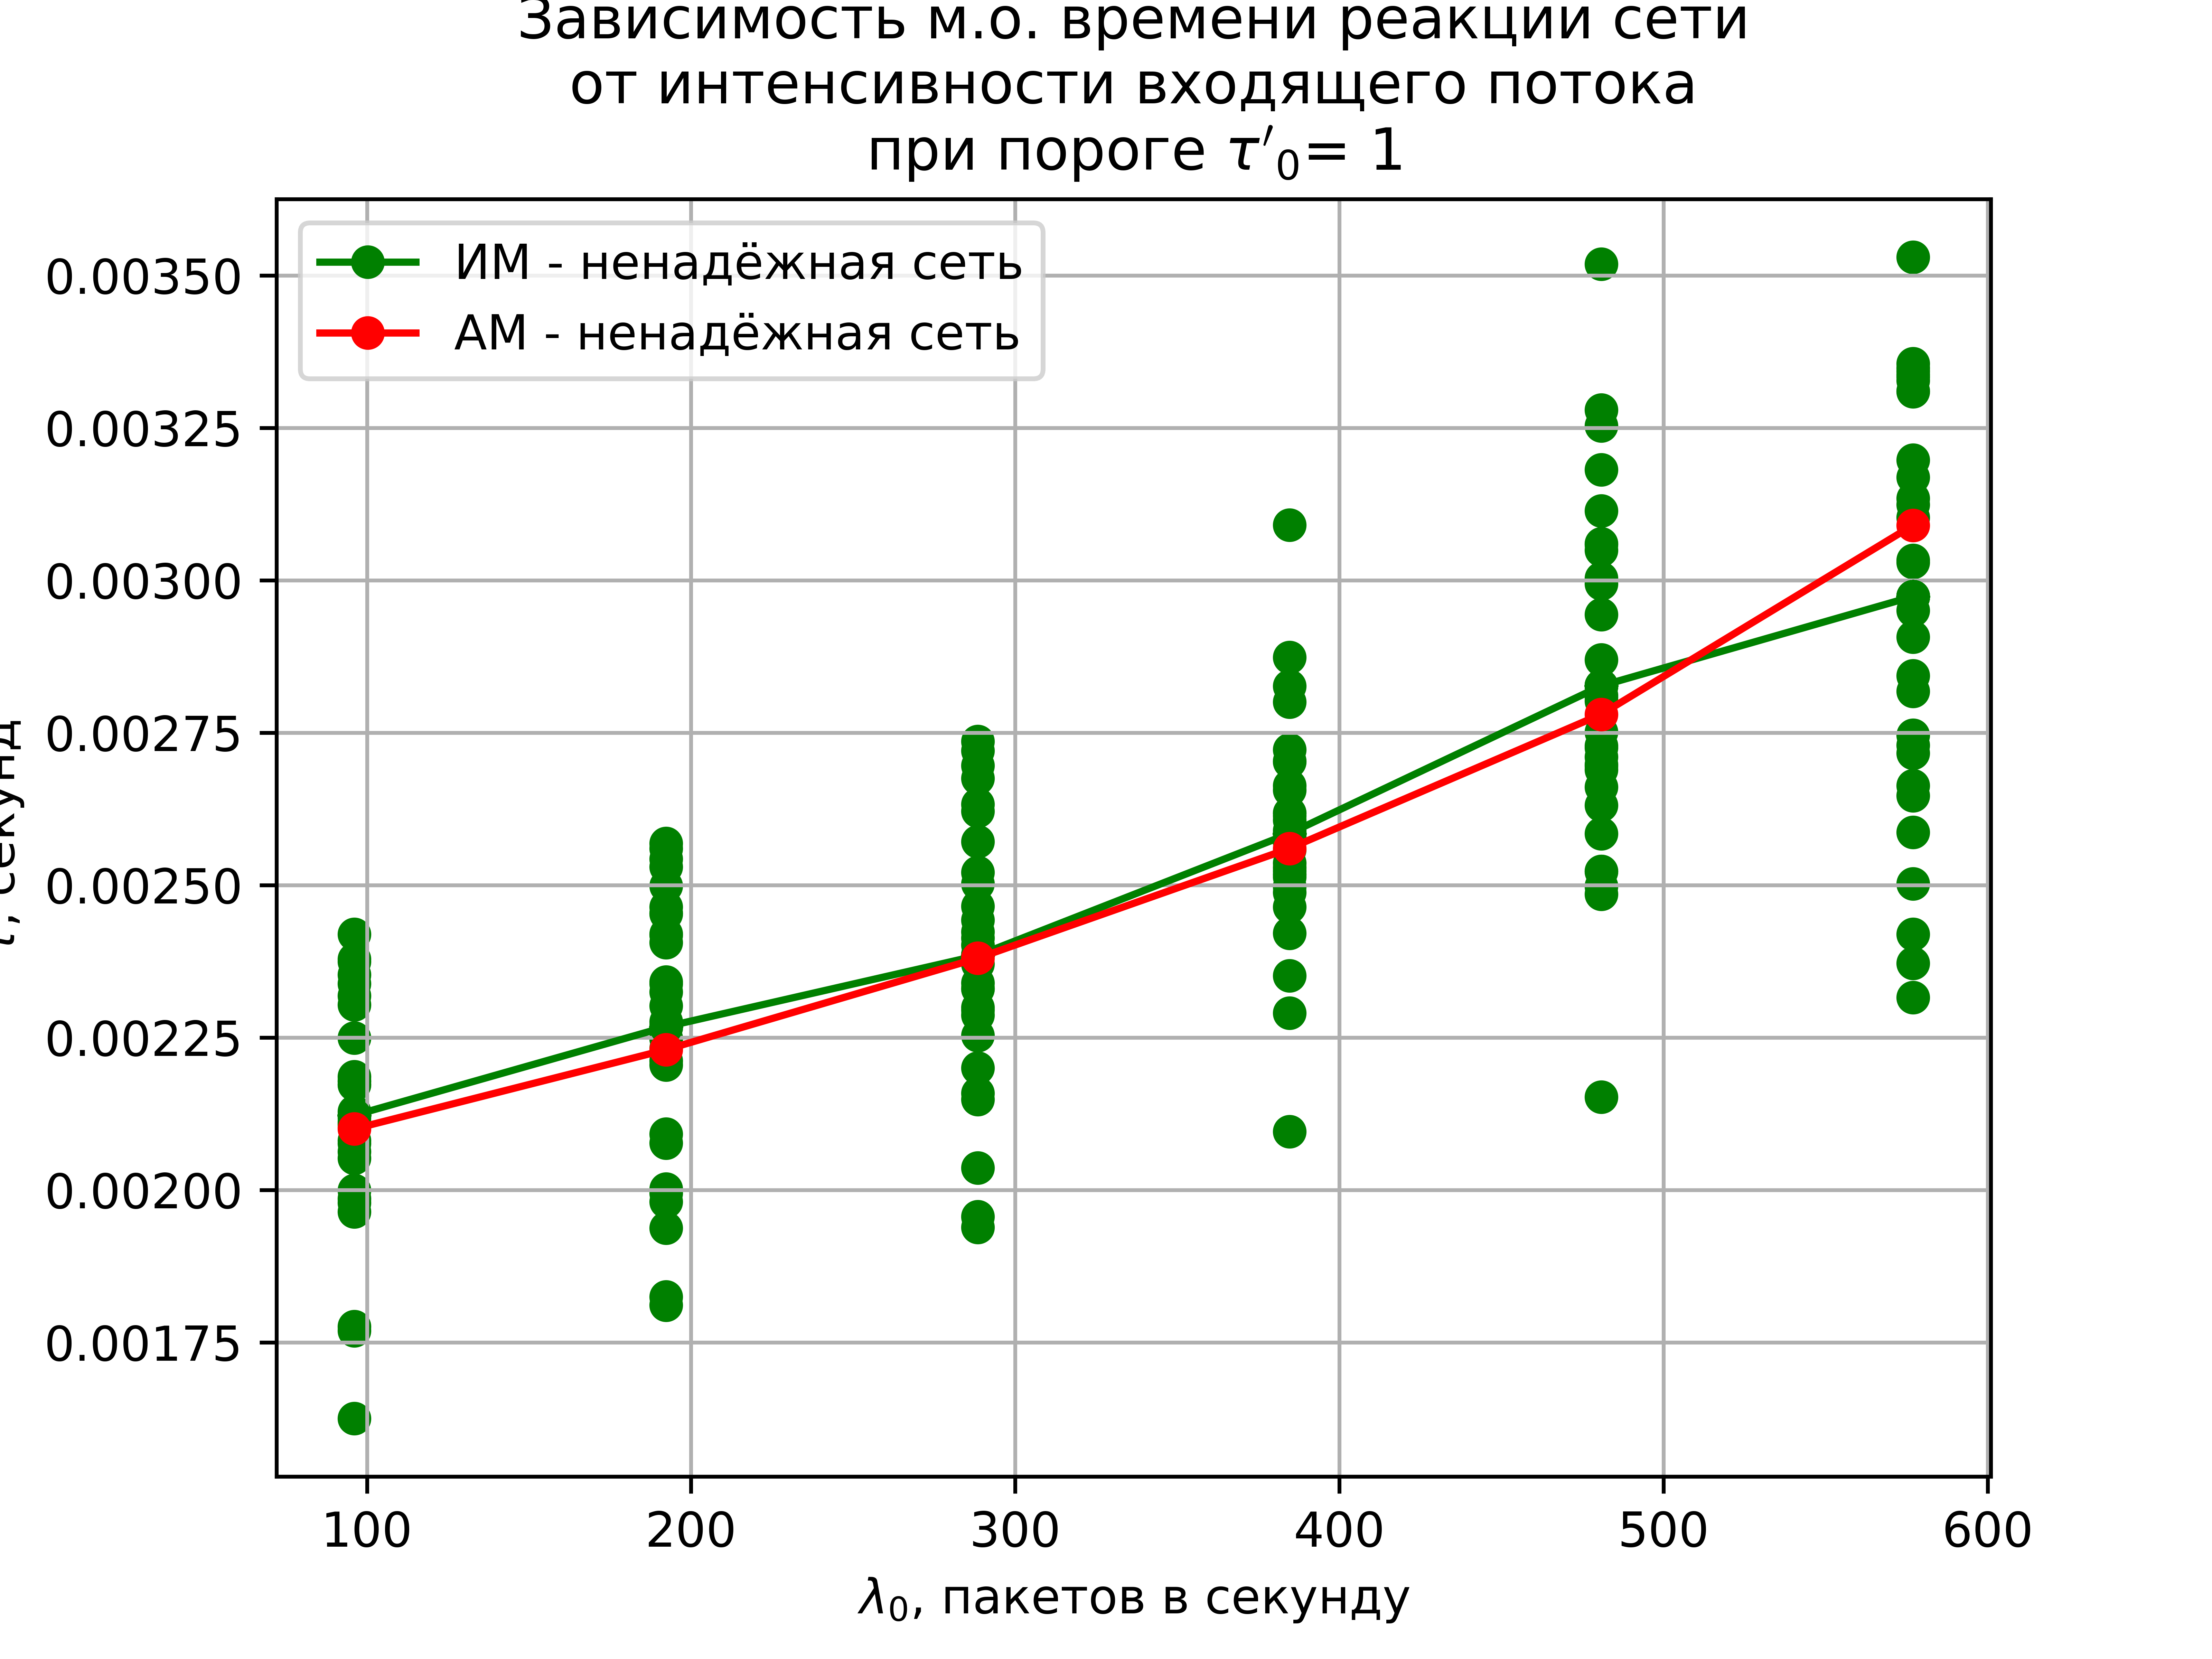 Зависимость м.о. времени реакции сети
от интенсивности входящего потока
при пороге τ′₀= 1
ИМ - ненадёжная сеть
АМ - ненадёжная сеть
0.00350
0.00325
0.00300
0.00275
0.00250
0.00225
0.00200
0.00175
, секунд
100 200 300 400 500 600
λ₀, пакетов в секунду